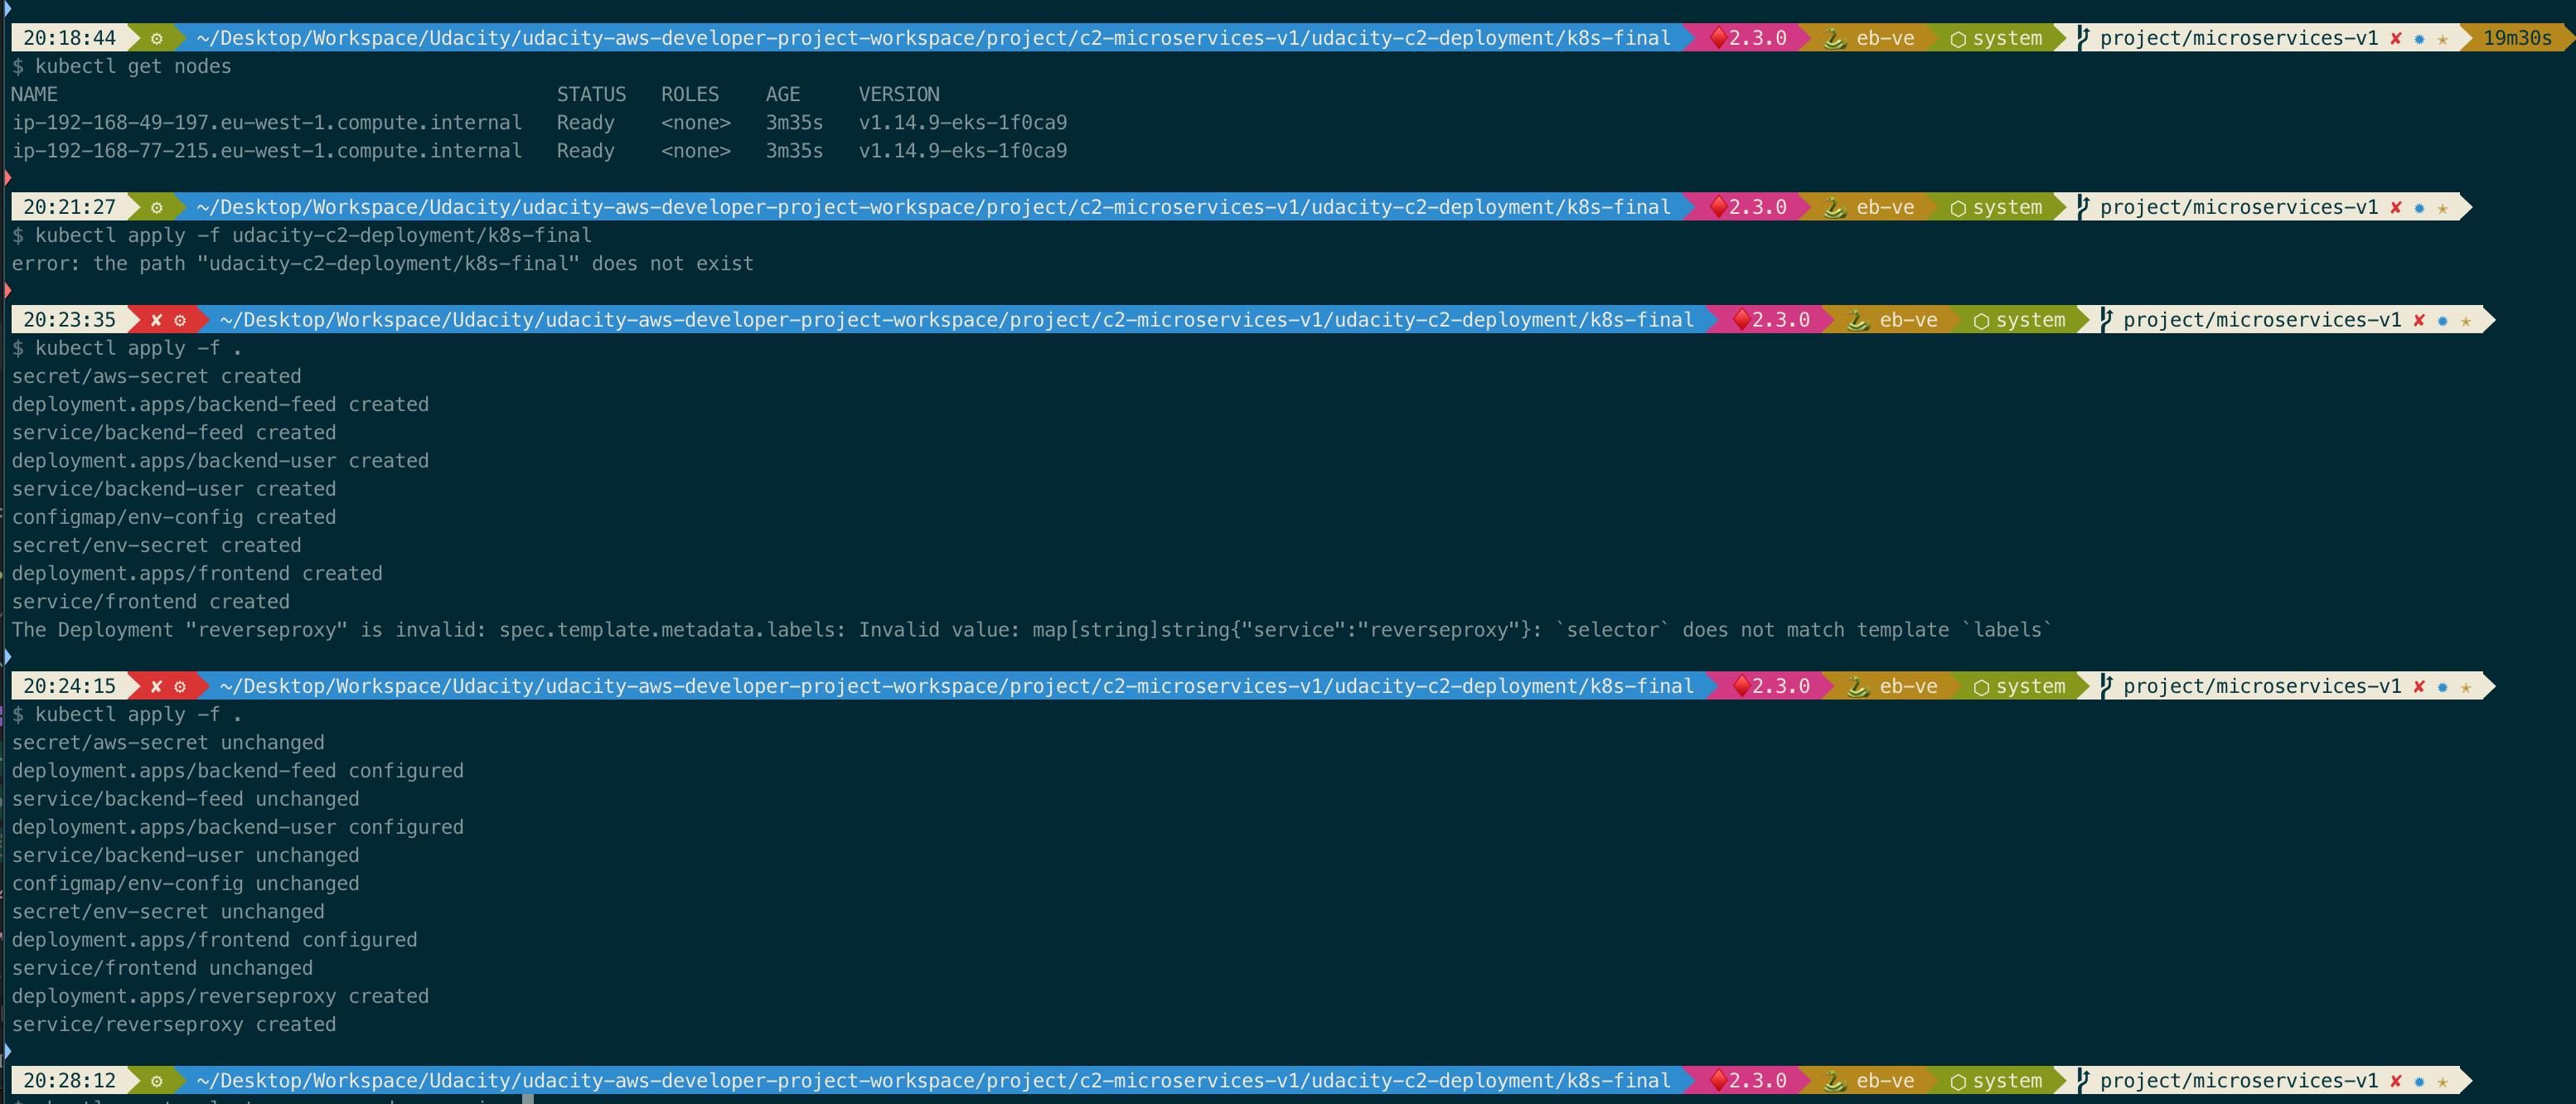 20:18:44 ⚙ ~/Desktop/Workspace/Udacity/udacity-aws-developer-project-workspace/project/c2-microservices-v1/udacity-c2-deployment/k8s-final 2.3.0 eb-ve ⬡ system project/microservices-v1 ✘ ✹ ✭ 19m30s
$ kubectl get nodes
NAME STATUS ROLES AGE VERSION
ip-192-168-49-197.eu-west-1.compute.internal Ready <none> 3m35s v1.14.9-eks-1f0ca9
ip-192-168-77-215.eu-west-1.compute.internal Ready <none> 3m35s v1.14.9-eks-1f0ca9
20:21:27 ⚙ ~/Desktop/Workspace/Udacity/udacity-aws-developer-project-workspace/project/c2-microservices-v1/udacity-c2-deployment/k8s-final 2.3.0 eb-ve ⬡ system project/microservices-v1 ✘ ✹ ✭
$ kubectl apply -f udacity-c2-deployment/k8s-final
error: the path "udacity-c2-deployment/k8s-final" does not exist
20:23:35 ✘ ⚙ ~/Desktop/Workspace/Udacity/udacity-aws-developer-project-workspace/project/c2-microservices-v1/udacity-c2-deployment/k8s-final 2.3.0 eb-ve ⬡ system project/microservices-v1 ✘ ✹ ✭
$ kubectl apply -f .
secret/aws-secret created
deployment.apps/backend-feed created
service/backend-feed created
deployment.apps/backend-user created
service/backend-user created
configmap/env-config created
secret/env-secret created
deployment.apps/frontend created
service/frontend created
The Deployment "reverseproxy" is invalid: spec.template.metadata.labels: Invalid value: map[string]string{"service":"reverseproxy"}: `selector` does not match template `labels`
20:24:15 ✘ ⚙ ~/Desktop/Workspace/Udacity/udacity-aws-developer-project-workspace/project/c2-microservices-v1/udacity-c2-deployment/k8s-final 2.3.0 eb-ve ⬡ system project/microservices-v1 ✘ ✹ ✭
$ kubectl apply -f .
secret/aws-secret unchanged
deployment.apps/backend-feed configured
service/backend-feed unchanged
deployment.apps/backend-user configured
service/backend-user unchanged
configmap/env-config unchanged
secret/env-secret unchanged
deployment.apps/frontend configured
service/frontend unchanged
deployment.apps/reverseproxy created
service/reverseproxy created
20:28:12 ⚙ ~/Desktop/Workspace/Udacity/udacity-aws-developer-project-workspace/project/c2-microservices-v1/udacity-c2-deployment/k8s-final 2.3.0 eb-ve ⬡ system project/microservices-v1 ✘ ✹ ✭